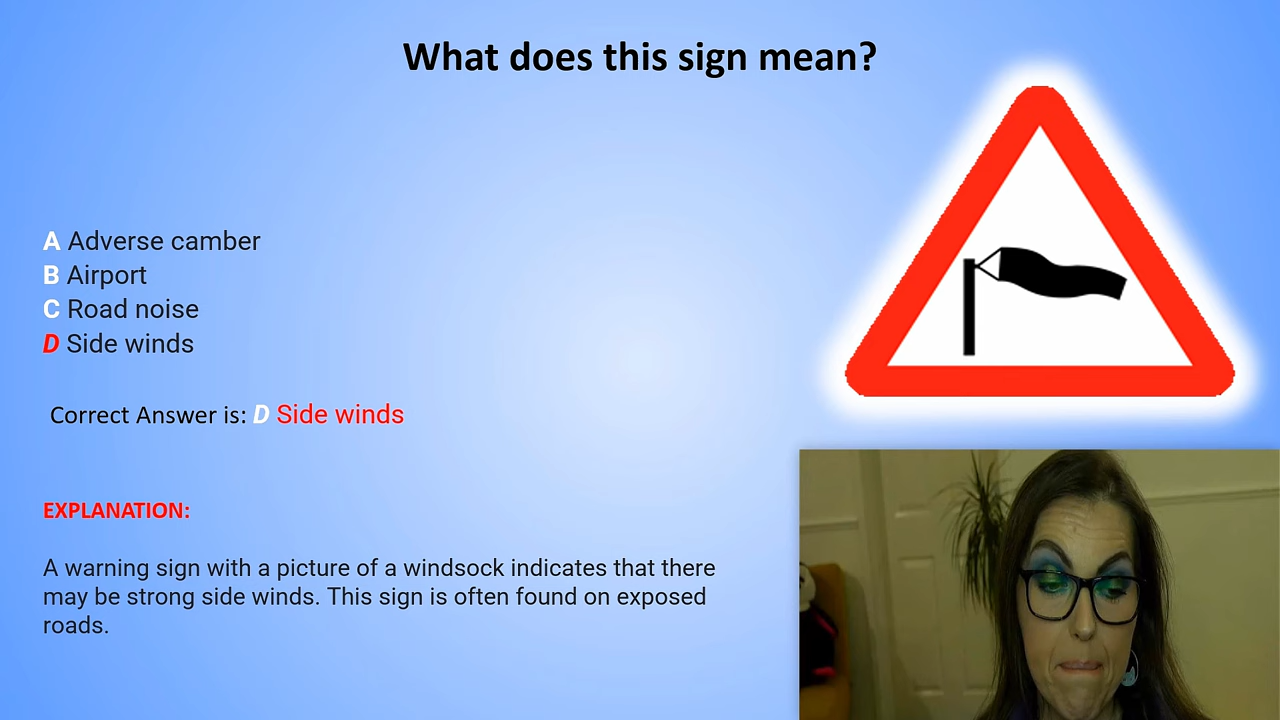 What does this sign mean?
A Adverse camber
B Airport
C Road noise
D Side winds
Correct Answer is: D Side winds
EXPLANATION:
A warning sign with a picture of a windsock indicates that there
may be strong side winds. This sign is often found on exposed
roads.